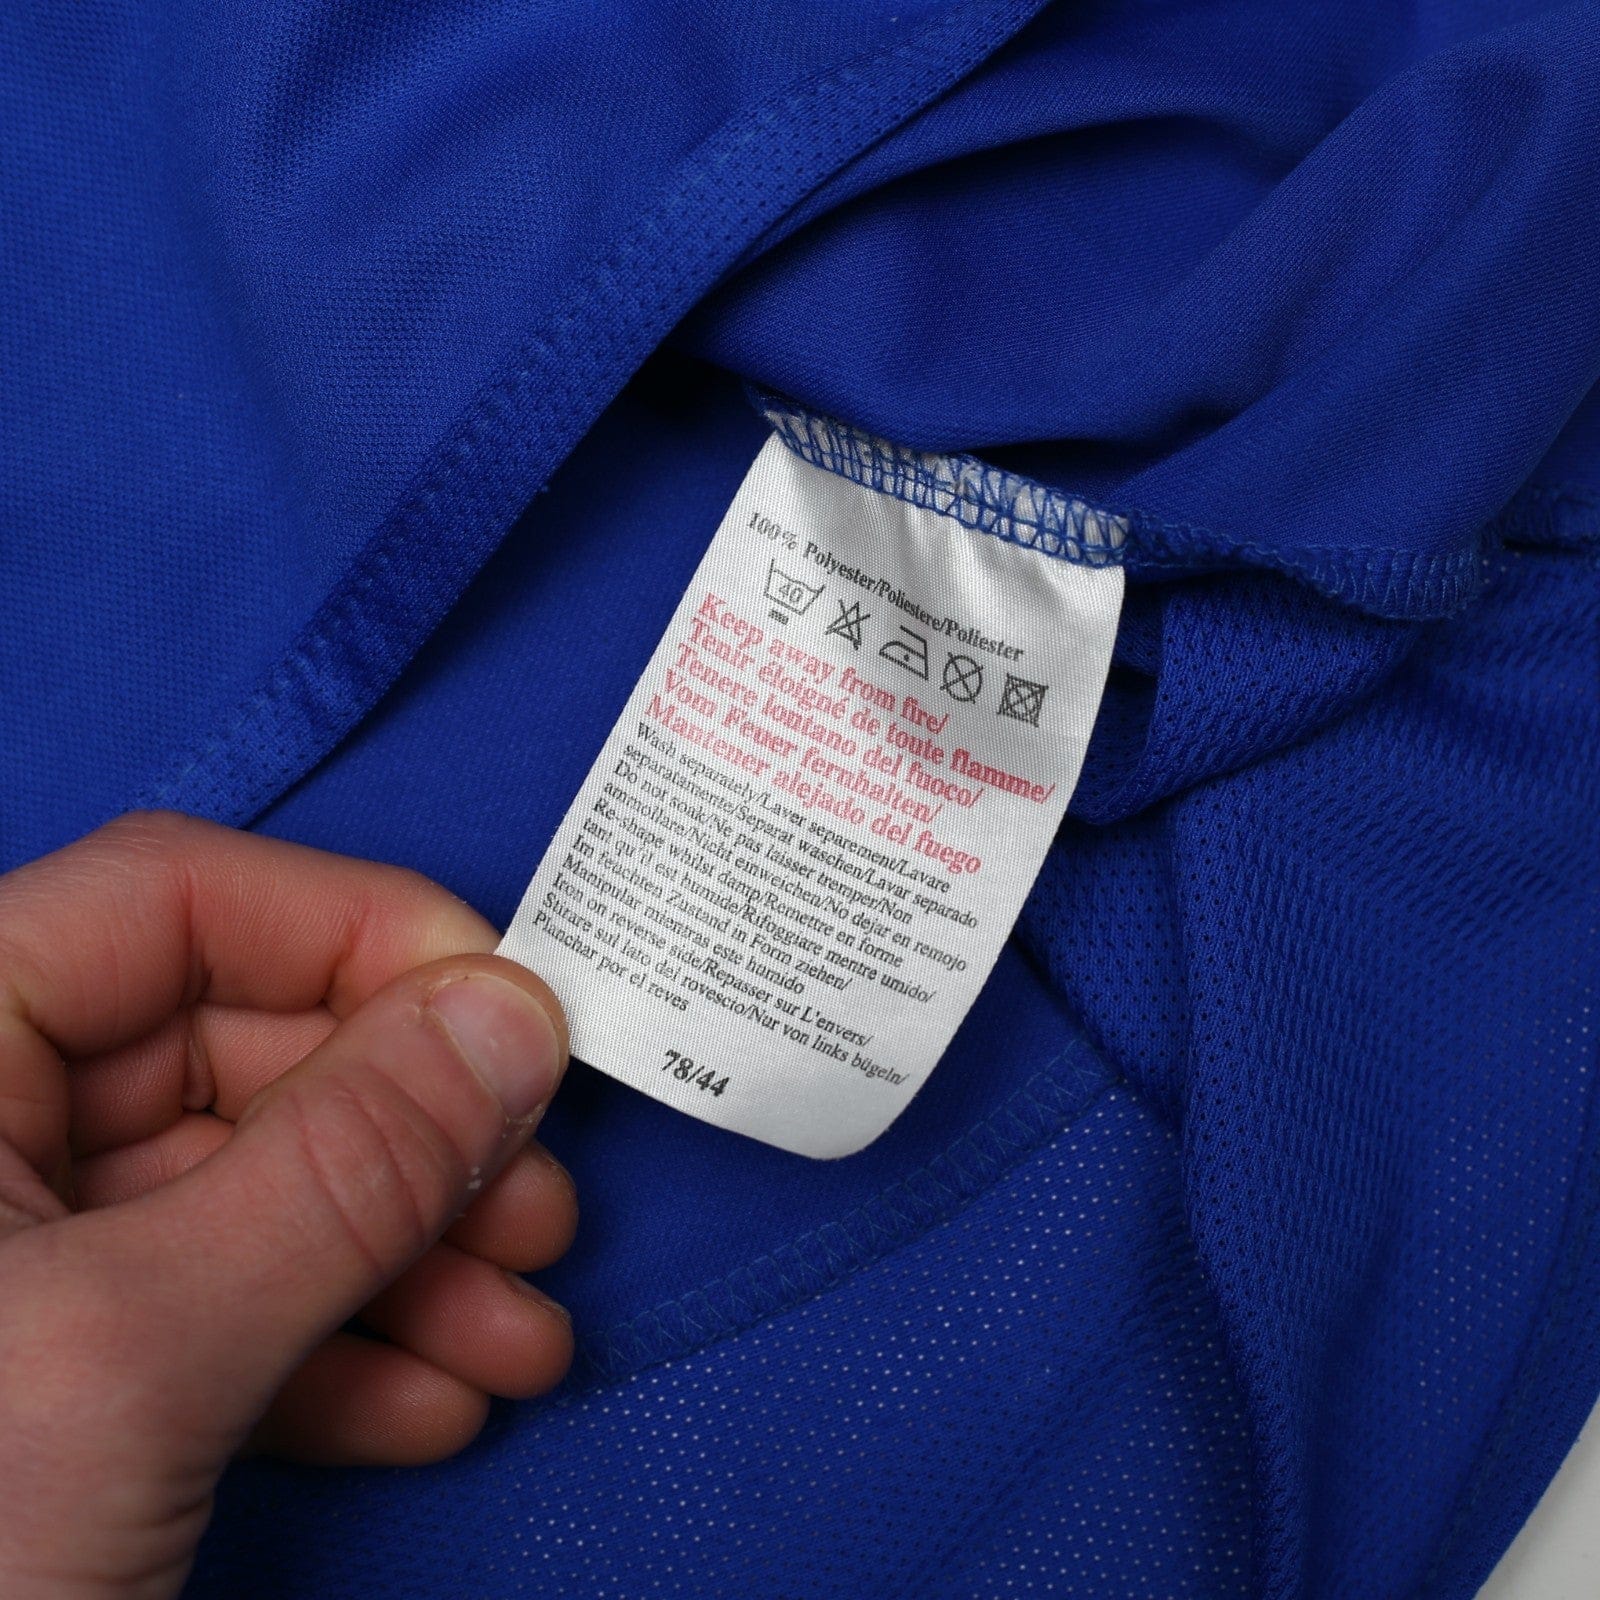 100% Polyester/Poliestere/Poliester
40
Keep away from fire/
Tenir éloigné de toute flamme/
Tenere lontano del fuoco/
Vom Feuer fernhalten/
Mantener alejado del fuego
Wash separately/Laver separement/Lavare
separatamente/Separat waschen/Lavar separado
Do not soak/Ne pas laisser tremper/Non
ammollare/Nicht einweichen/No dejar en remojo
Re-shape whilst damp/Remettre en forme
tant qu'il est humide/Rifoggiare mentre umido/
Im feuchten Zustand in Form ziehen/
Manipular mientras este humido
Iron on reverse side/Repasser sur L'envers/
Stirare sul lato del rovescio/Nur von links bügeln/
Planchar por el reves
78/44